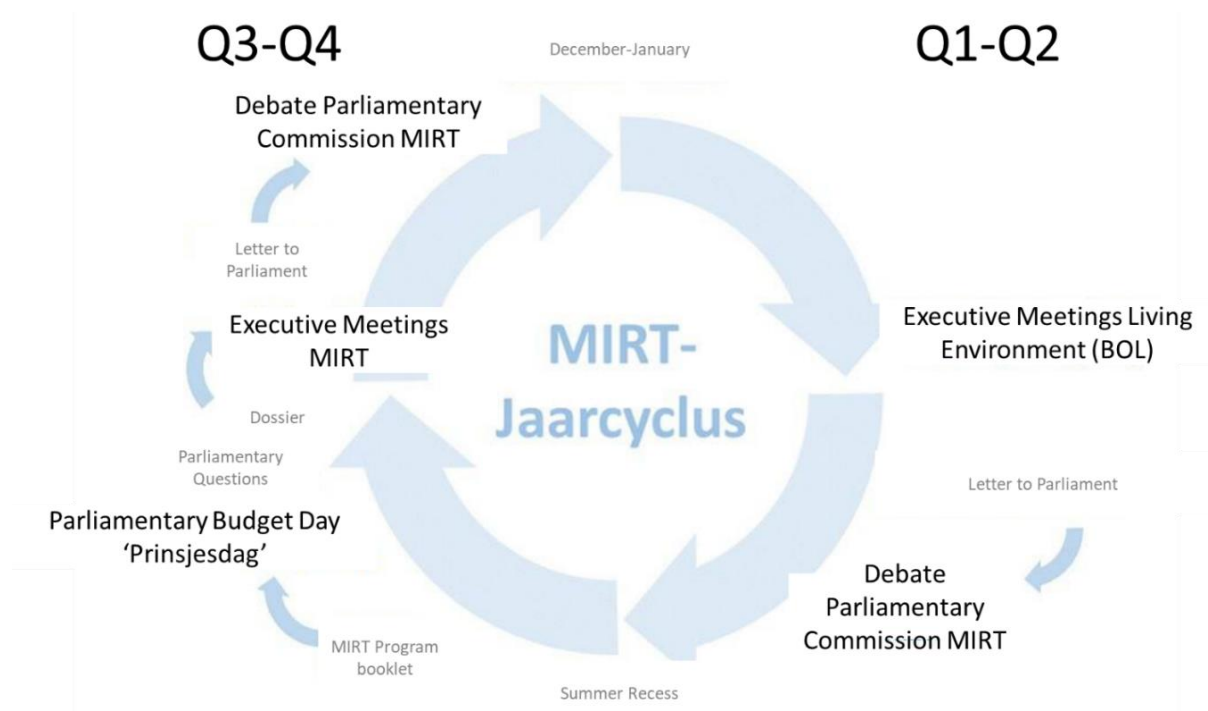 Q3-Q4
December-January
Q1-Q2
Debate Parliamentary
Commission MIRT
Letter to
Parliament
Executive Meetings
MIRT
Dossier
Parliamentary
Questions
Parliamentary Budget Day
‘Prinsjesdag’
MIRT Program
booklet
MIRT-
Jaarcyclus
Executive Meetings Living
Environment (BOL)
Letter to Parliament
Debate
Parliamentary
Commission MIRT
Summer Recess